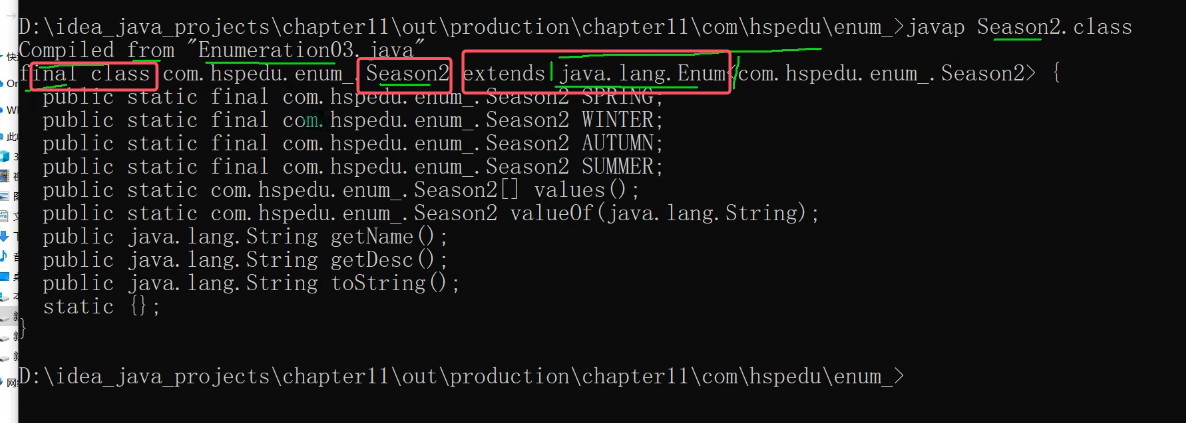 D:\idea_java_projects\chapter11\out\production\chapter11\com\hspedu\enum_>javap Season2.class
Compiled from "Enumeration03.java"
final class com.hspedu.enum_.Season2 extends java.lang.Enum<com.hspedu.enum_.Season2> {
  public static final com.hspedu.enum_.Season2 SPRING;
  public static final com.hspedu.enum_.Season2 WINTER;
  public static final com.hspedu.enum_.Season2 AUTUMN;
  public static final com.hspedu.enum_.Season2 SUMMER;
  public static com.hspedu.enum_.Season2[] values();
  public static com.hspedu.enum_.Season2 valueOf(java.lang.String);
  public java.lang.String getName();
  public java.lang.String getDesc();
  public java.lang.String toString();
  static {};
}
D:\idea_java_projects\chapter11\out\production\chapter11\com\hspedu\enum_>